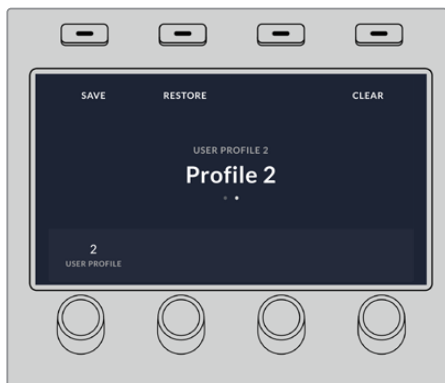 SAVE RESTORE CLEAR
USER PROFILE 2
Profile 2
2
USER PROFILE